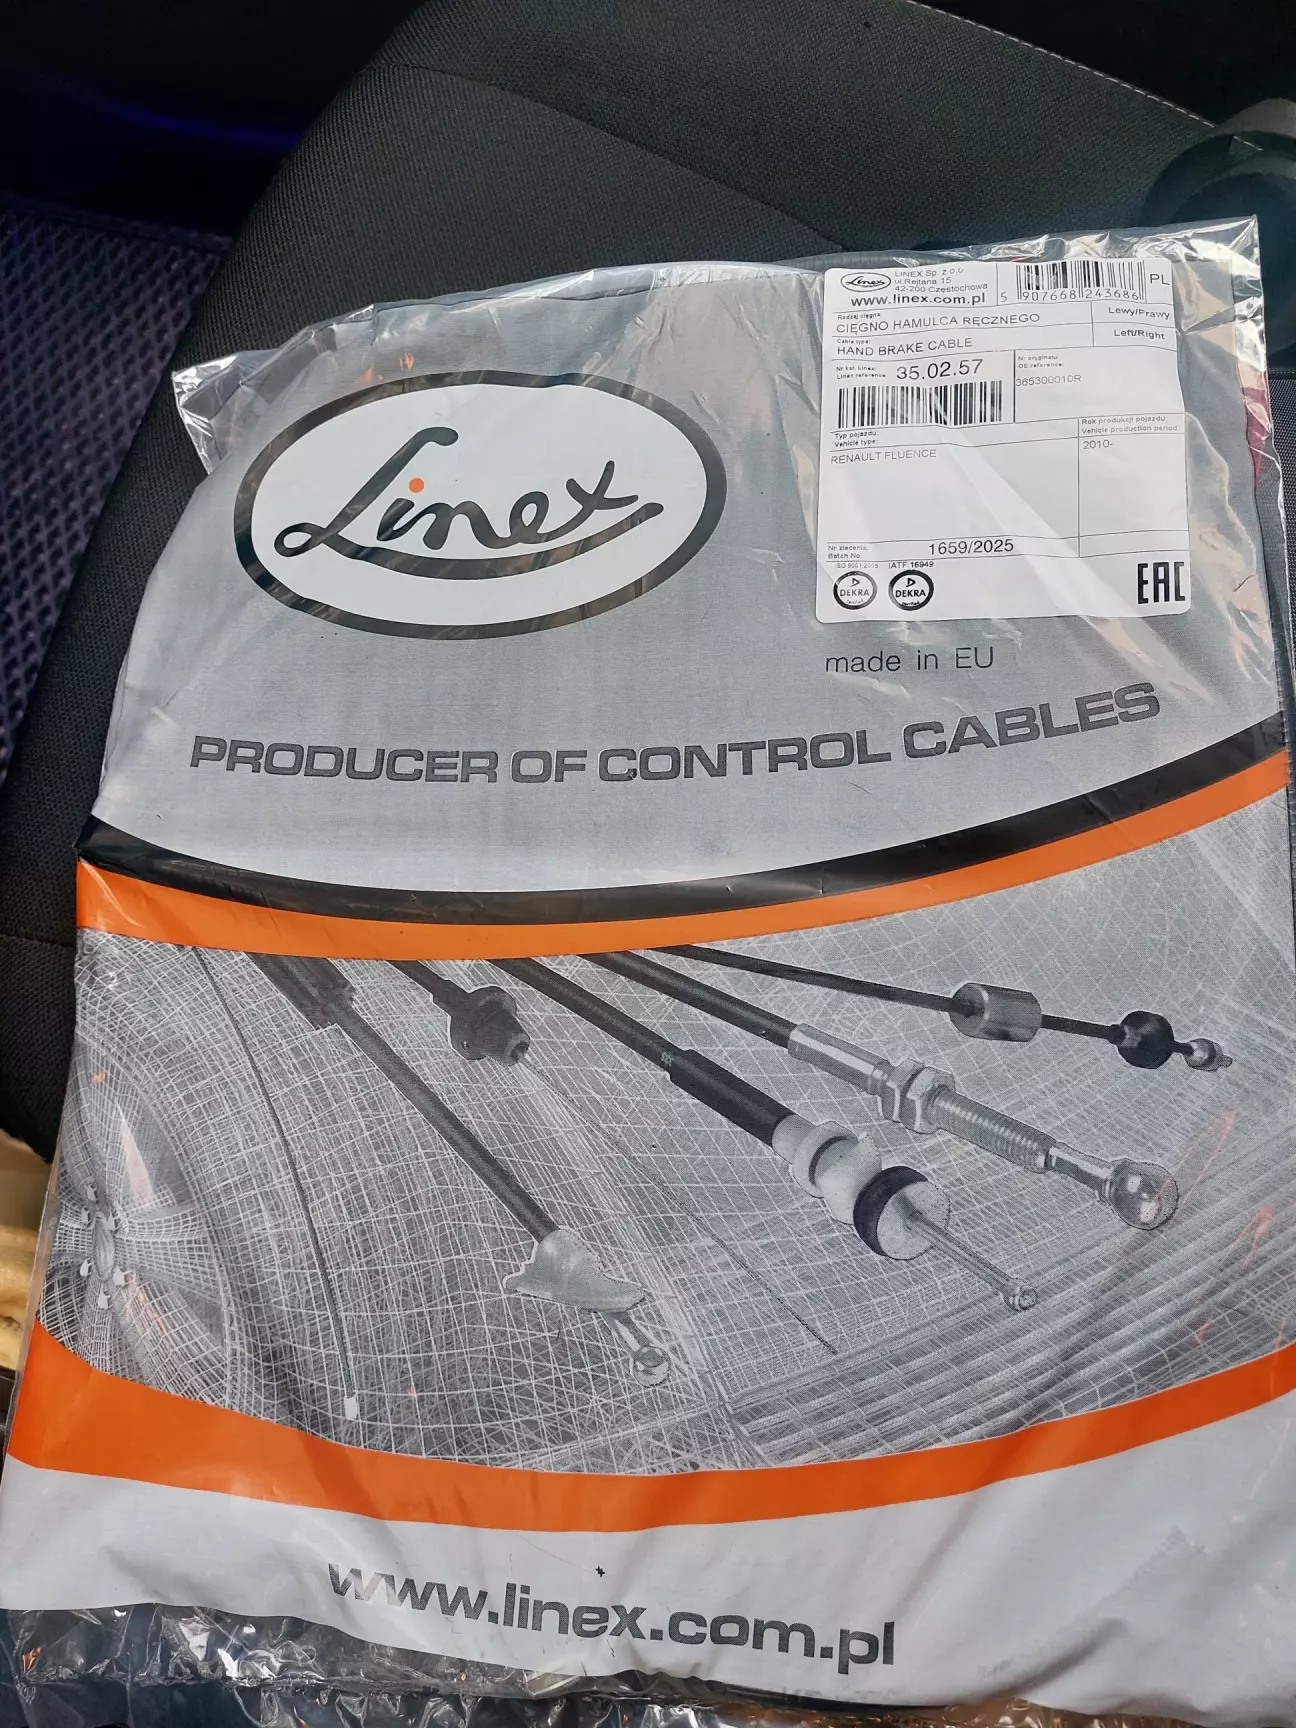 Linex
LINEX Sp. z o.o
ul.Rejtana 15
42-200 Częstochowa
www.linex.com.pl
5 907668 243686
PL
Rodzaj cięgna:
CIĘGNO HAMULCA RĘCZNEGO
Lewy/Prawy
Cable type:
HAND BRAKE CABLE
Left/Right
Nr kat. Linex:
Linex reference:
35.02.57
Nr oryginału:
OE reference:
365300010R
Typ pojazdu:
Vehicle type:
RENAULT FLUENCE
Rok produkcji pojazdu:
Vehicle production period:
2010-
Nr zlecenia:
Batch No:
1659/2025
ISO 9001:2008
IATF 16949
DEKRA
DEKRA
EAC
Linex
made in EU
PRODUCER OF CONTROL CABLES
www.linex.com.pl